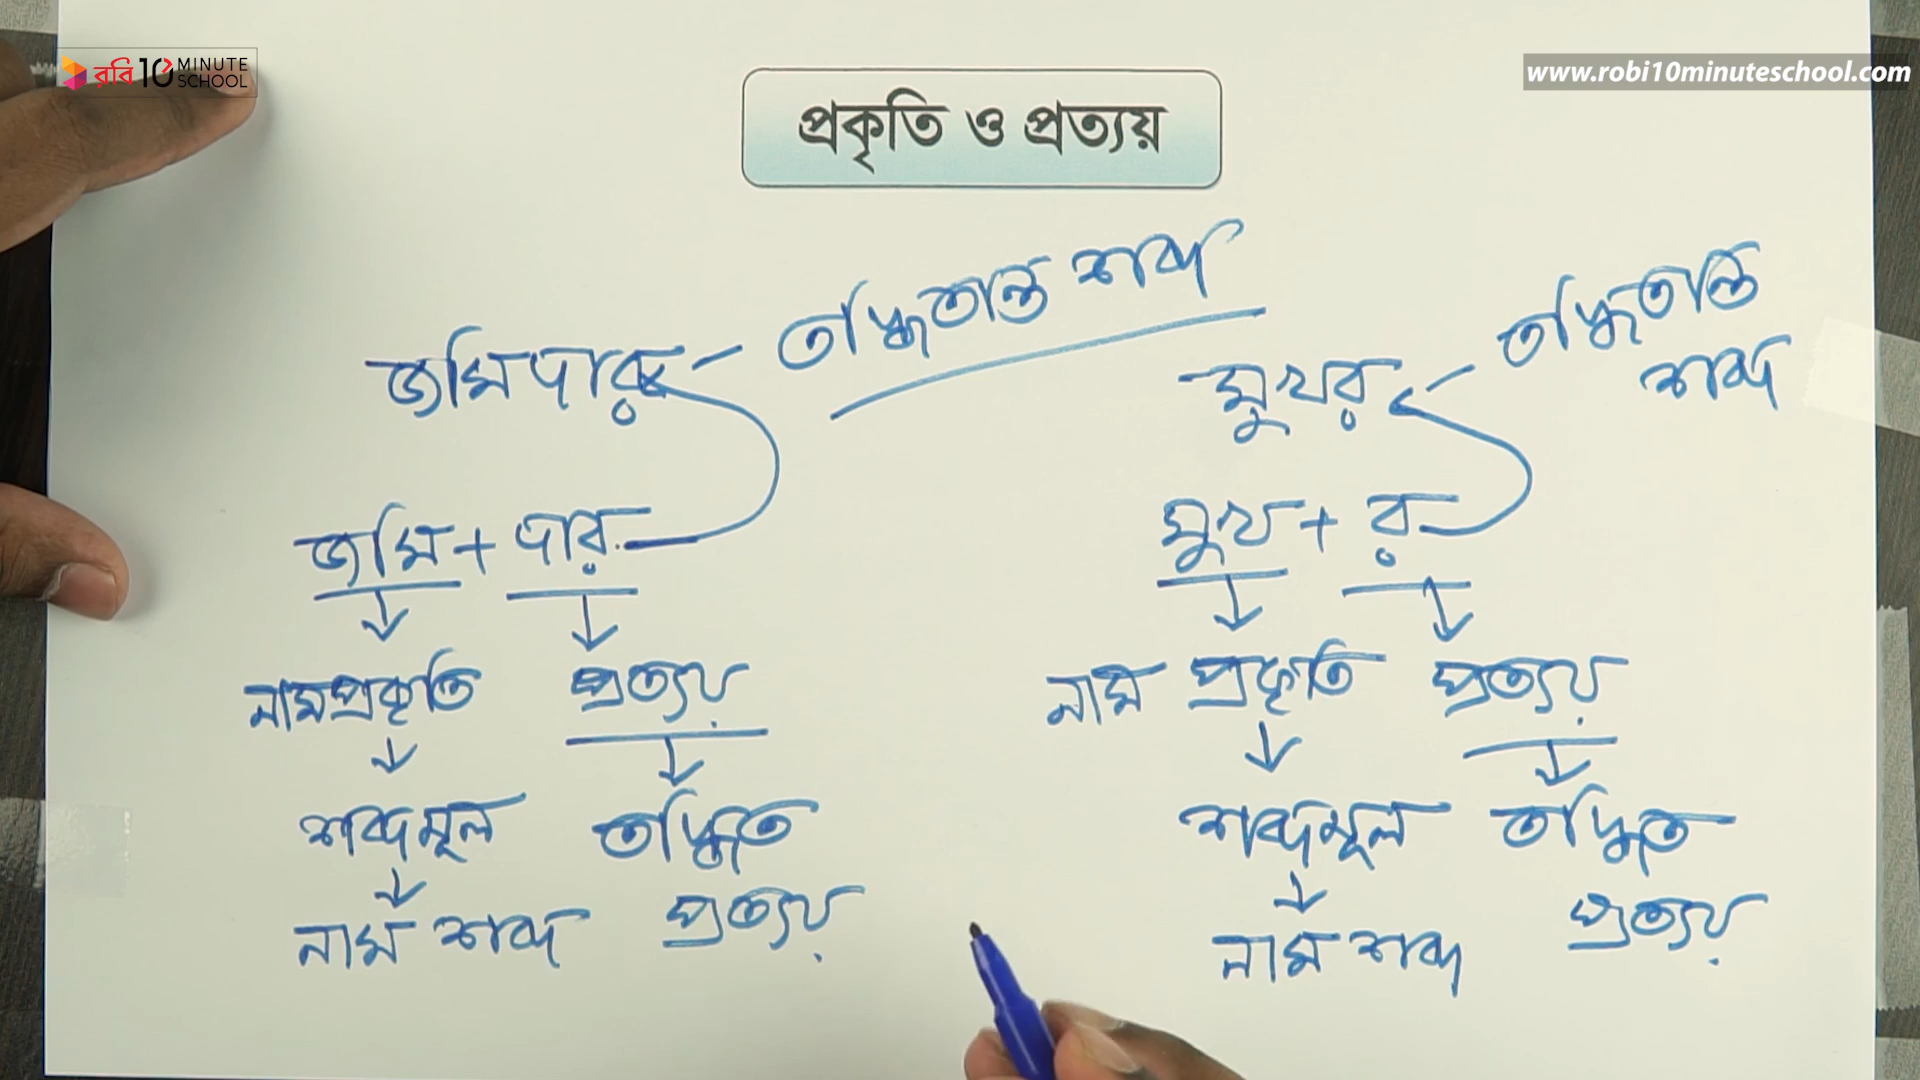 রবি 10 MINUTE SCHOOL
www.robi10minuteschool.com
প্রকৃতি ও প্রত্যয়
জমিদার তদ্ধিতান্ত শব্দ
মুখর তদ্ধিতান্ত শব্দ
জমি + দার
মুখ + র
নামপ্রকৃতি প্রত্যয়
নাম প্রকৃতি প্রত্যয়
শব্দমূল তদ্ধিত
শব্দমূল তদ্ধিত
নাম শব্দ প্রত্যয়
নাম শব্দ প্রত্যয়